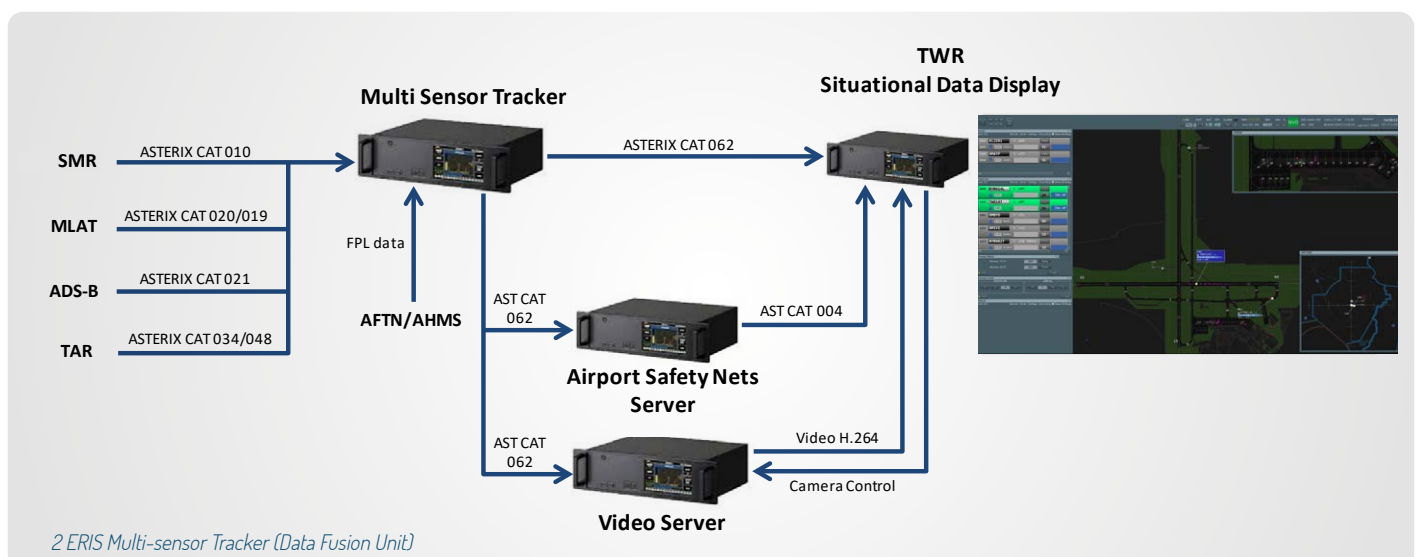 TWR
Situational Data Display
Multi Sensor Tracker
SMR
ASTERIX CAT 010
ASTERIX CAT 062
MLAT
ASTERIX CAT 020/019
FPL data
ADS-B
ASTERIX CAT 021
AFTN/AHMS
AST CAT
062
AST CAT 004
TAR
ASTERIX CAT 034/048
Airport Safety Nets
Server
AST CAT
062
Video H.264
Camera Control
Video Server
2 ERIS Multi-sensor Tracker (Data Fusion Unit)